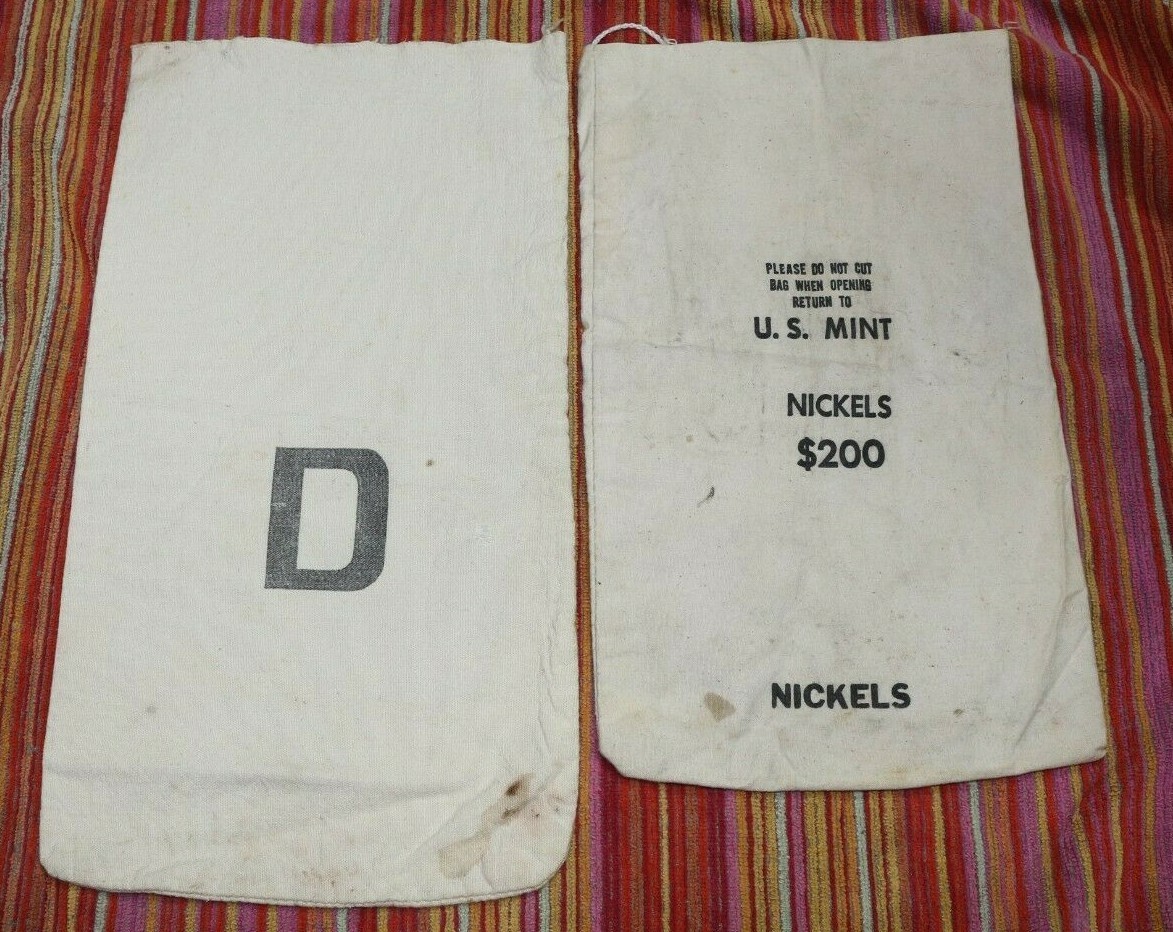 D
PLEASE DO NOT CUT
BAG WHEN OPENING
RETURN TO
U. S. MINT
NICKELS
$200
NICKELS